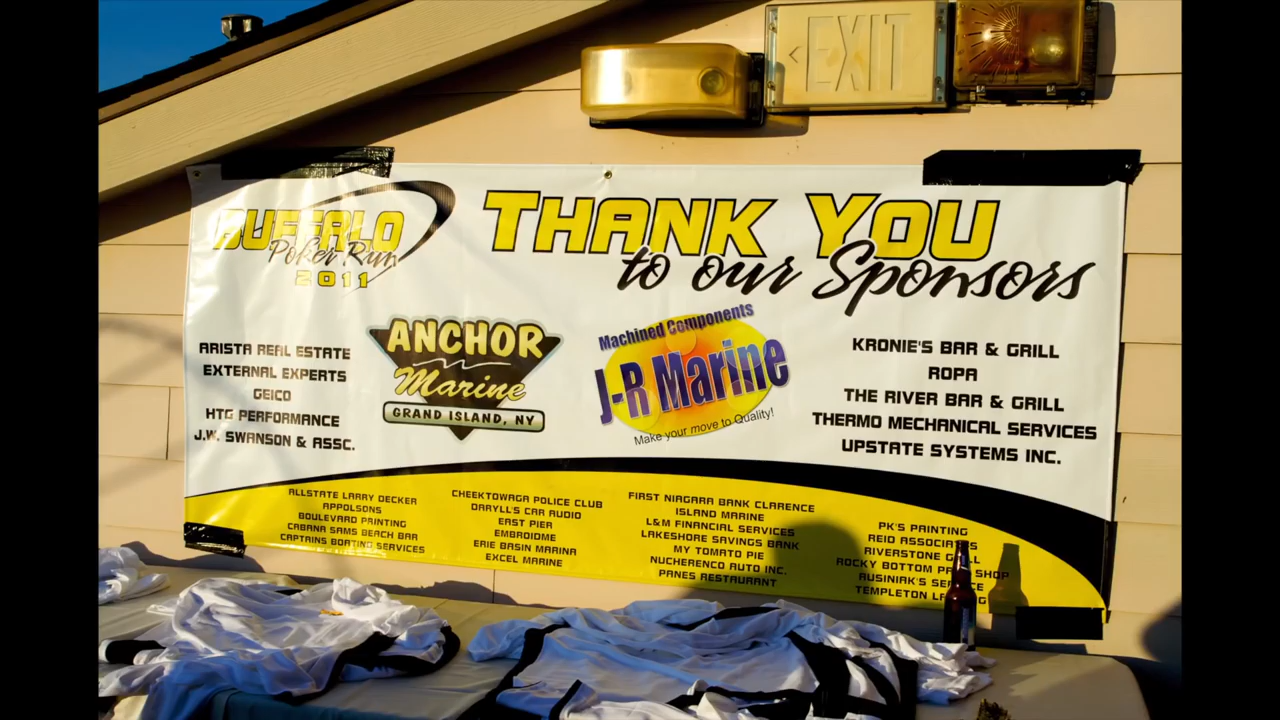 EXIT
BUFFALO
Poker Run
2011
THANK YOU
to our Sponsors
ARISTA REAL ESTATE
EXTERNAL EXPERTS
GEICO
HTG PERFORMANCE
J.W. SWANSON & ASSC.
ANCHOR
Marine
GRAND ISLAND, NY
Machined Components
J-R Marine
Make your move to Quality!
KRONIE'S BAR & GRILL
ROPA
THE RIVER BAR & GRILL
THERMO MECHANICAL SERVICES
UPSTATE SYSTEMS INC.
ALLSTATE LARRY DECKER
APPOLSONS
BOULEVARD PRINTING
CABANA SAMS BEACH BAR
CAPTAINS BOATING SERVICES
CHEEKTOWAGA POLICE CLUB
DARYLL'S CAR AUDIO
EAST PIER
EMBROIDME
ERIE BASIN MARINA
EXCEL MARINE
FIRST NIAGARA BANK CLARENCE
ISLAND MARINE
L&M FINANCIAL SERVICES
LAKESHORE SAVINGS BANK
MY TOMATO PIE
NUCHERENCO AUTO INC.
PANES RESTAURANT
PK'S PAINTING
REID ASSOCIATES
RIVERSTONE GRILL
ROCKY BOTTOM PRO SHOP
RUSINIAK'S SERVICE
TEMPLETON